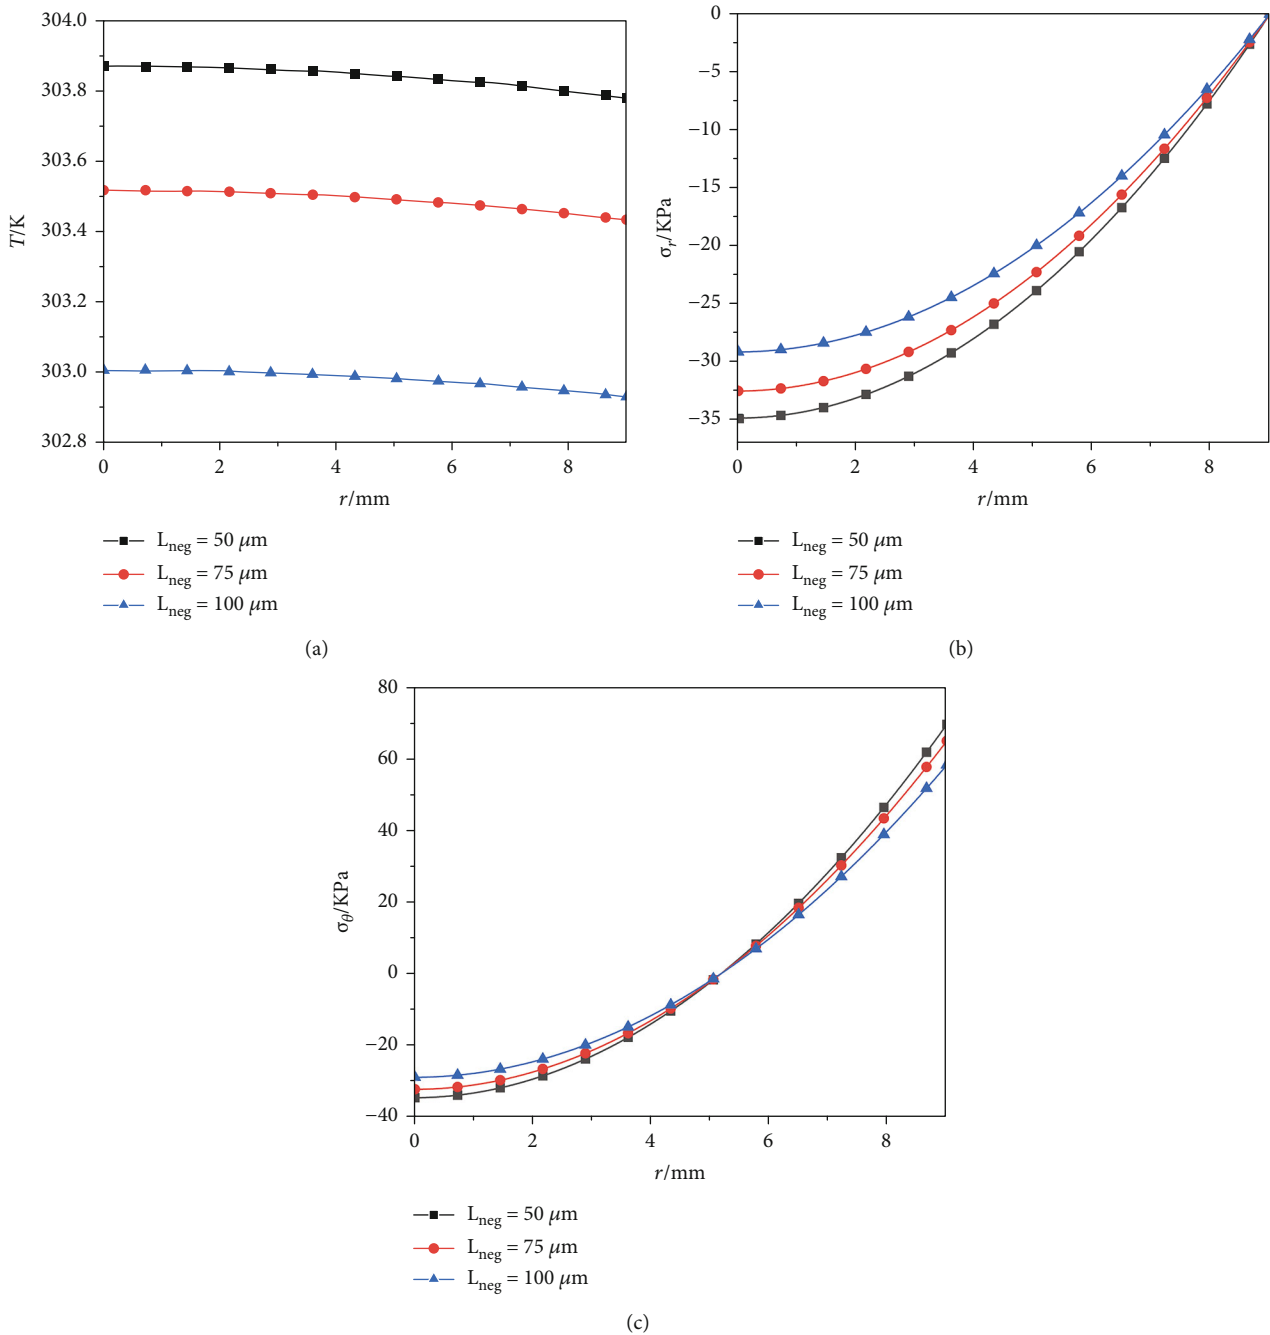 304.0
303.8
303.6
303.4
303.2
303.0
302.8
T/K
0 2 4 6 8
r/mm
L_neg = 50 μm
L_neg = 75 μm
L_neg = 100 μm
(a)
0
−5
−10
−15
−20
−25
−30
−35
σ_r/KPa
0 2 4 6 8
r/mm
L_neg = 50 μm
L_neg = 75 μm
L_neg = 100 μm
(b)
80
60
40
20
0
−20
−40
σ_θ/KPa
0 2 4 6 8
r/mm
L_neg = 50 μm
L_neg = 75 μm
L_neg = 100 μm
(c)